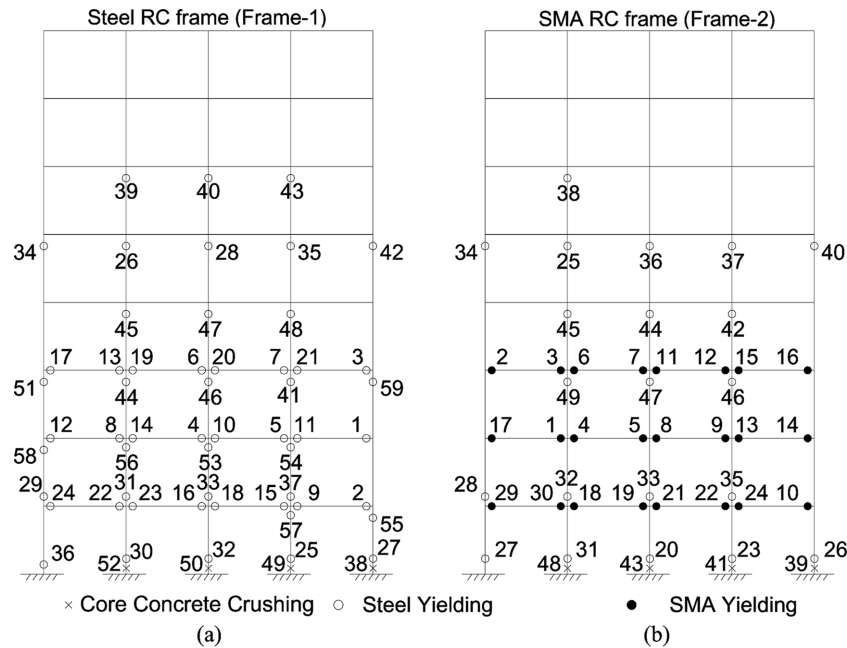 Steel RC frame (Frame-1) SMA RC frame (Frame-2)
39 40 43 38
34 26 28 35 42 34 25 36 37 40
45 47 48 45 44 42
17 13 19 6 20 7 21 3 2 3 6 7 11 12 15 16
51 44 46 41 59 49 47 46
12 8 14 4 10 5 11 1 17 1 4 5 8 9 13 14
58 56 53 54
29 31 33 37 28 32 33 35
24 22 23 16 18 15 9 2 29 30 18 19 21 22 24 10
57 55
36 30 32 25 27 27 31 20 23 26
52 50 49 38 48 43 41 39
× Core Concrete Crushing ○ Steel Yielding ● SMA Yielding
(a) (b)